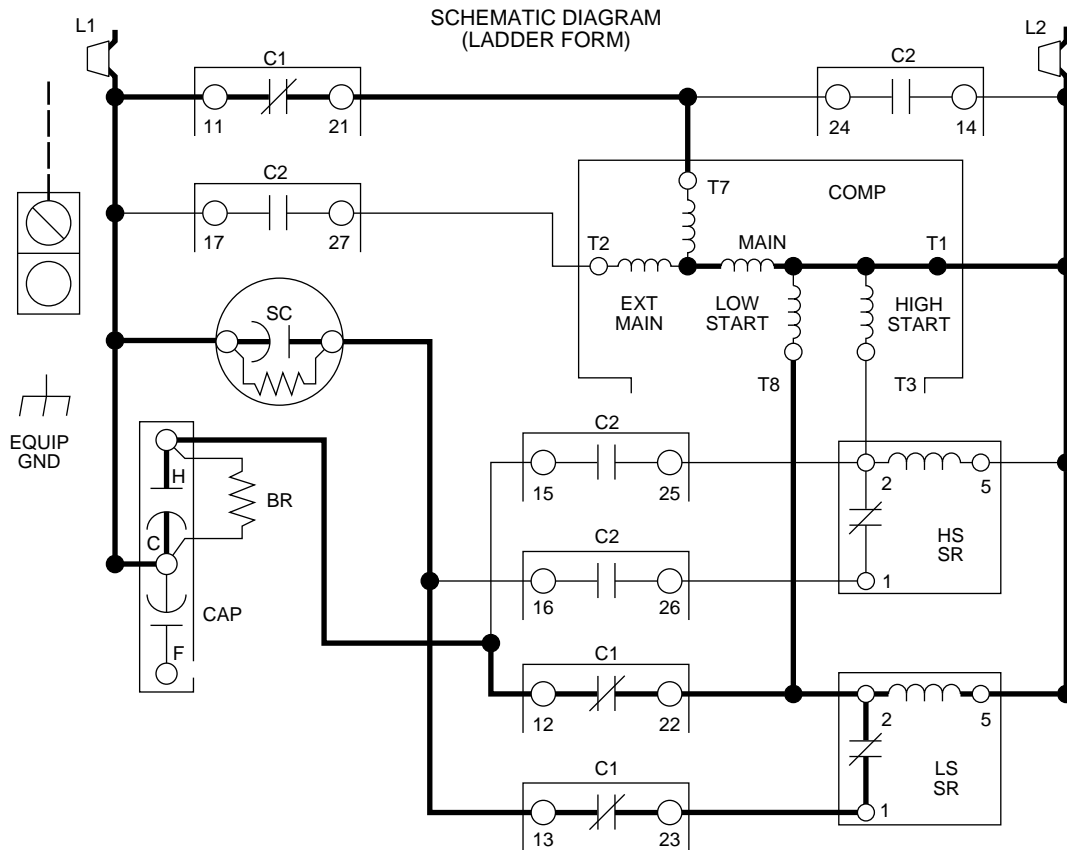 SCHEMATIC DIAGRAM
(LADDER FORM)
L1
L2
C1
11
21
C2
24
14
C2
17
27
T7
COMP
T2
MAIN
T1
EXT
MAIN
LOW
START
HIGH
START
T8
T3
SC
EQUIP
GND
H
BR
C
CAP
F
C2
15
25
2
5
HS
SR
1
C2
16
26
C1
12
22
2
5
LS
SR
1
C1
13
23